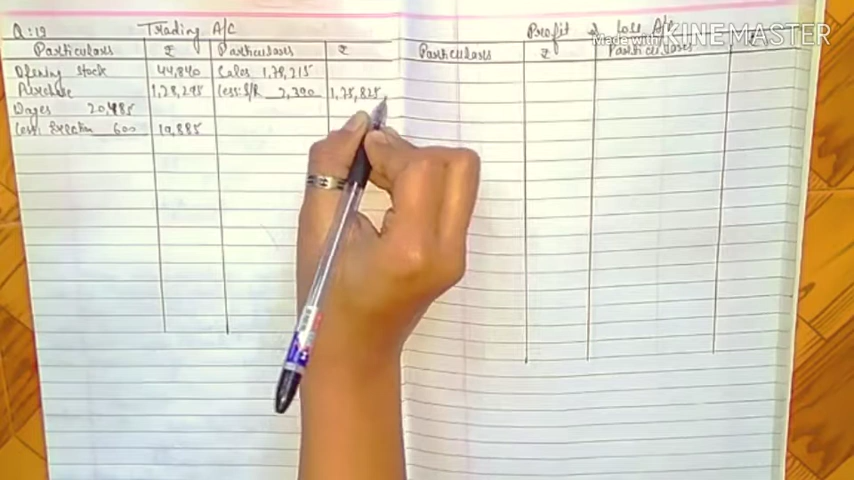 Q:19 Trading A/C
Particulars ₹ Particulars ₹
Opening stock 44,840 Sales 1,78,215
Purchase 1,28,295 Less: S/R 2,390 1,75,825
Wages 20,485
Less: Erection 600 19,885
Profit & Loss A/c
Particulars ₹ Particulars
Made with KINEMASTER